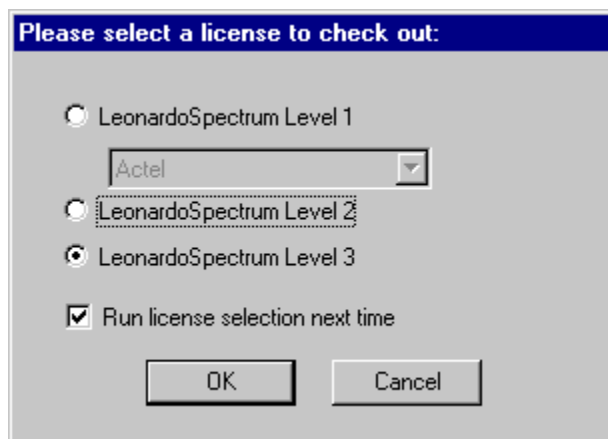 Please select a license to check out:
LeonardoSpectrum Level 1
Actel
LeonardoSpectrum Level 2
LeonardoSpectrum Level 3
Run license selection next time
OK Cancel